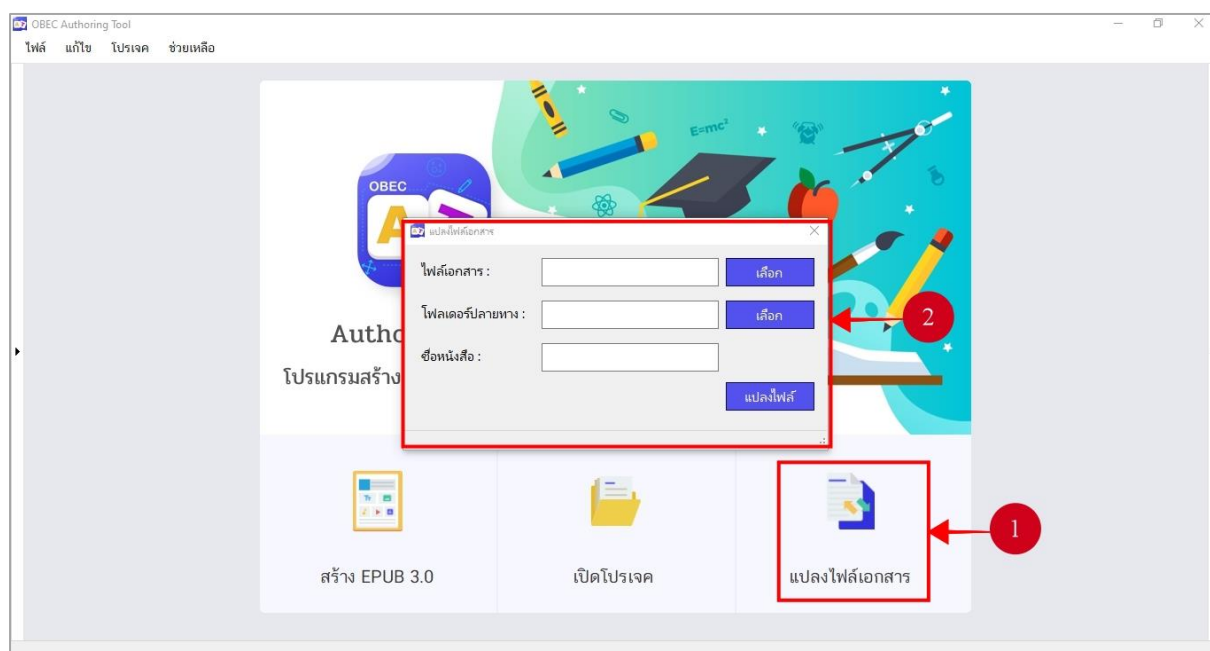 OBEC Authoring Tool
ไฟล์ แก้ไข โปรเจค ช่วยเหลือ
E=mc²
OBEC
A
แปลงไฟล์เอกสาร
ไฟล์เอกสาร :
เลือก
โฟลเดอร์ปลายทาง :
เลือก
2
ชื่อหนังสือ :
แปลงไฟล์
Autho
โปรแกรมสร้าง
สร้าง EPUB 3.0
เปิดโปรเจค
แปลงไฟล์เอกสาร
1